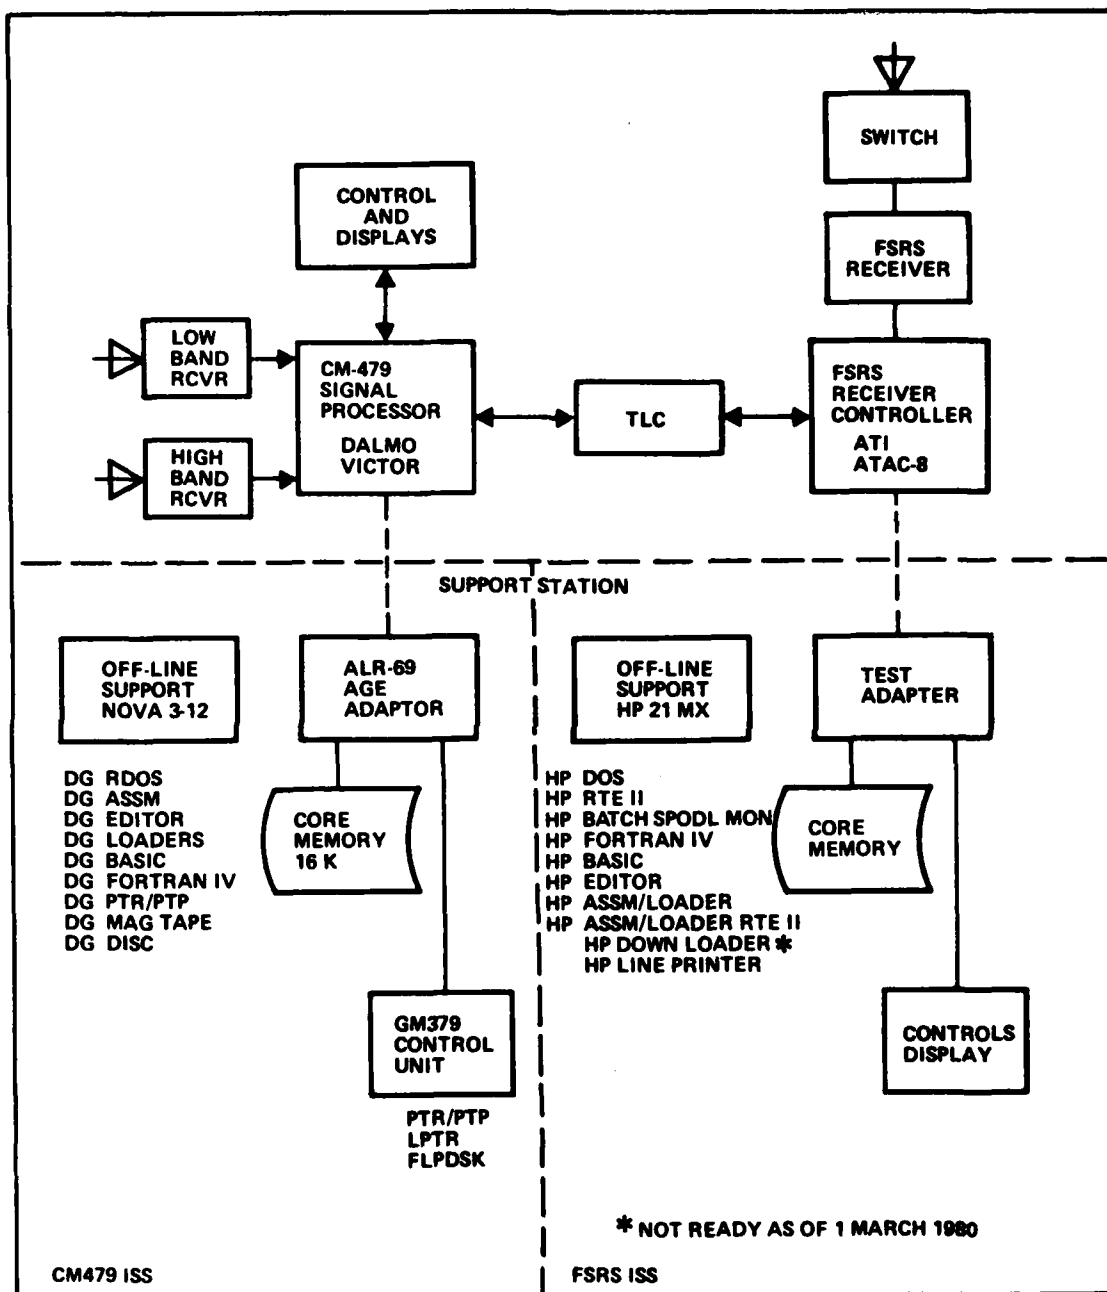 SWITCH
CONTROL
AND
DISPLAYS
FSRS
RECEIVER
LOW
BAND
RCVR
CM-479
SIGNAL
PROCESSOR
DALMO
VICTOR
TLC
FSRS
RECEIVER
CONTROLLER
ATI
ATAC-8
HIGH
BAND
RCVR
SUPPORT STATION
OFF-LINE
SUPPORT
NOVA 3-12
ALR-69
AGE
ADAPTOR
OFF-LINE
SUPPORT
HP 21 MX
TEST
ADAPTER
DG RDOS
DG ASSM
DG EDITOR
DG LOADERS
DG BASIC
DG FORTRAN IV
DG PTR/PTP
DG MAG TAPE
DG DISC
CORE
MEMORY
16 K
HP DOS
HP RTE II
HP BATCH SPODL MON
HP FORTRAN IV
HP BASIC
HP EDITOR
HP ASSM/LOADER
HP ASSM/LOADER RTE II
HP DOWN LOADER *
HP LINE PRINTER
CORE
MEMORY
GM379
CONTROL
UNIT
PTR/PTP
LPTR
FLPDSK
CONTROLS
DISPLAY
* NOT READY AS OF 1 MARCH 1980
CM479 ISS
FSRS ISS